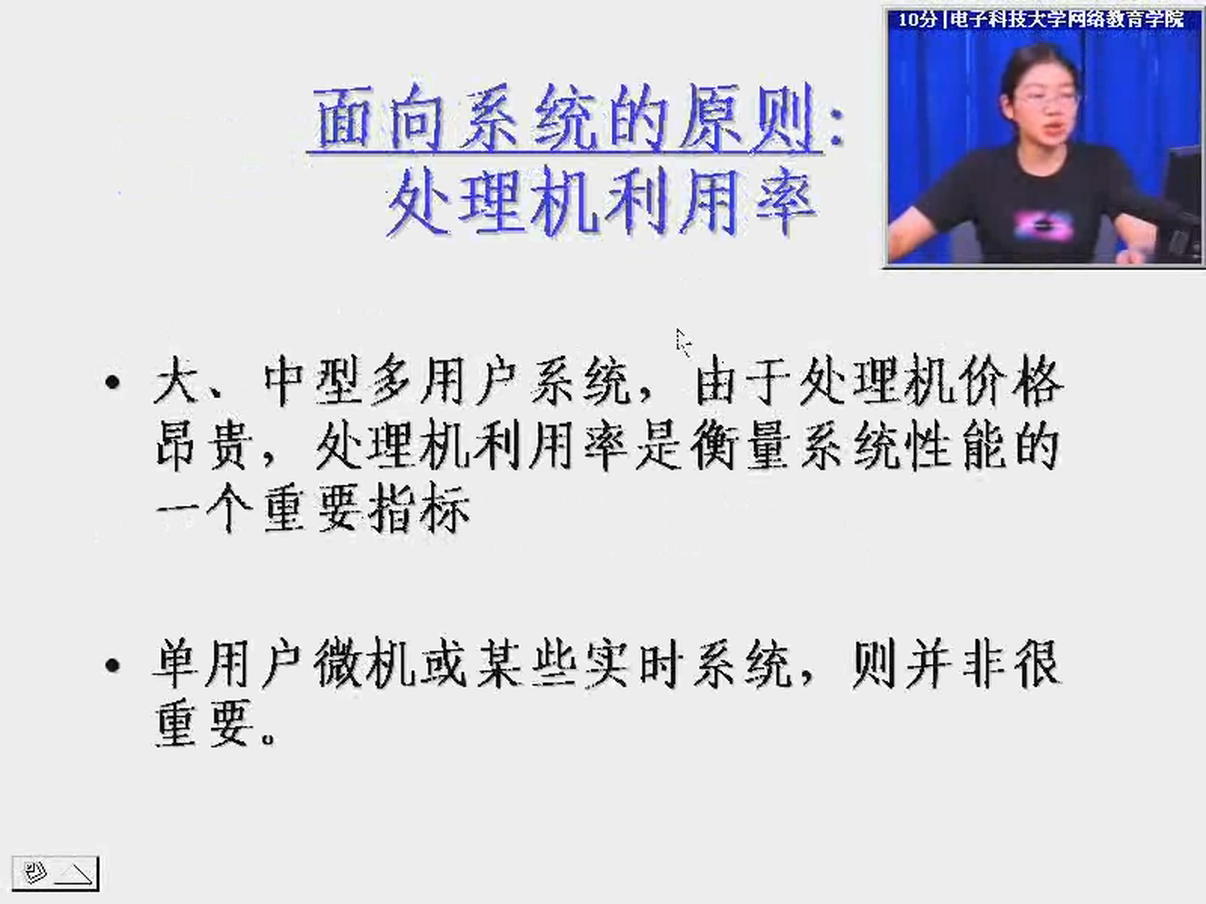 10分|电子科技大学网络教育学院
面向系统的原则:
处理机利用率
• 大、中型多用户系统，由于处理机价格
昂贵，处理机利用率是衡量系统性能的
一个重要指标
• 单用户微机或某些实时系统，则并非很
重要。